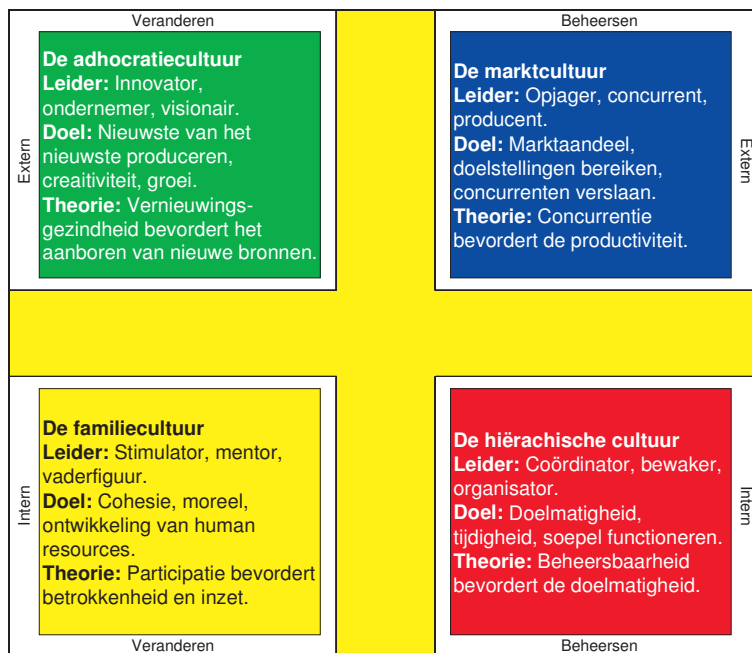 Veranderen
Extern
De adhocratiecultuur
Leider: Innovator,
ondernemer, visionair.
Doel: Nieuwste van het
nieuwste produceren,
creaitiviteit, groei.
Theorie: Vernieuwings-
gezindheid bevordert het
aanboren van nieuwe bronnen.
Beheersen
De marktcultuur
Leider: Opjager, concurrent,
producent.
Doel: Marktaandeel,
doelstellingen bereiken,
concurrenten verslaan.
Theorie: Concurrentie
bevordert de productiviteit.
Extern
Intern
De familiecultuur
Leider: Stimulator, mentor,
vaderfiguur.
Doel: Cohesie, moreel,
ontwikkeling van human
resources.
Theorie: Participatie bevordert
betrokkenheid en inzet.
Veranderen
De hiërachische cultuur
Leider: Coördinator, bewaker,
organisator.
Doel: Doelmatigheid,
tijdigheid, soepel functioneren.
Theorie: Beheersbaarheid
bevordert de doelmatigheid.
Intern
Beheersen